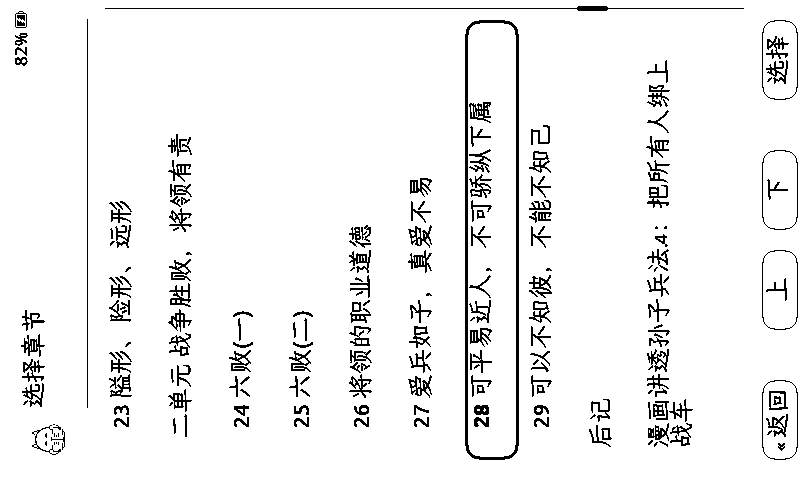 82%
选择章节
23 隘形、险形、远形
二单元 战争胜败，将领有责
24 六败(一)
25 六败(二)
26 将领的职业道德
27 爱兵如子，真爱不易
28 可平易近人，不可骄纵下属
29 可以不知彼，不能不知己
后记
漫画讲透孙子兵法.4：把所有人绑上
战车
« 返回
上
下
选择